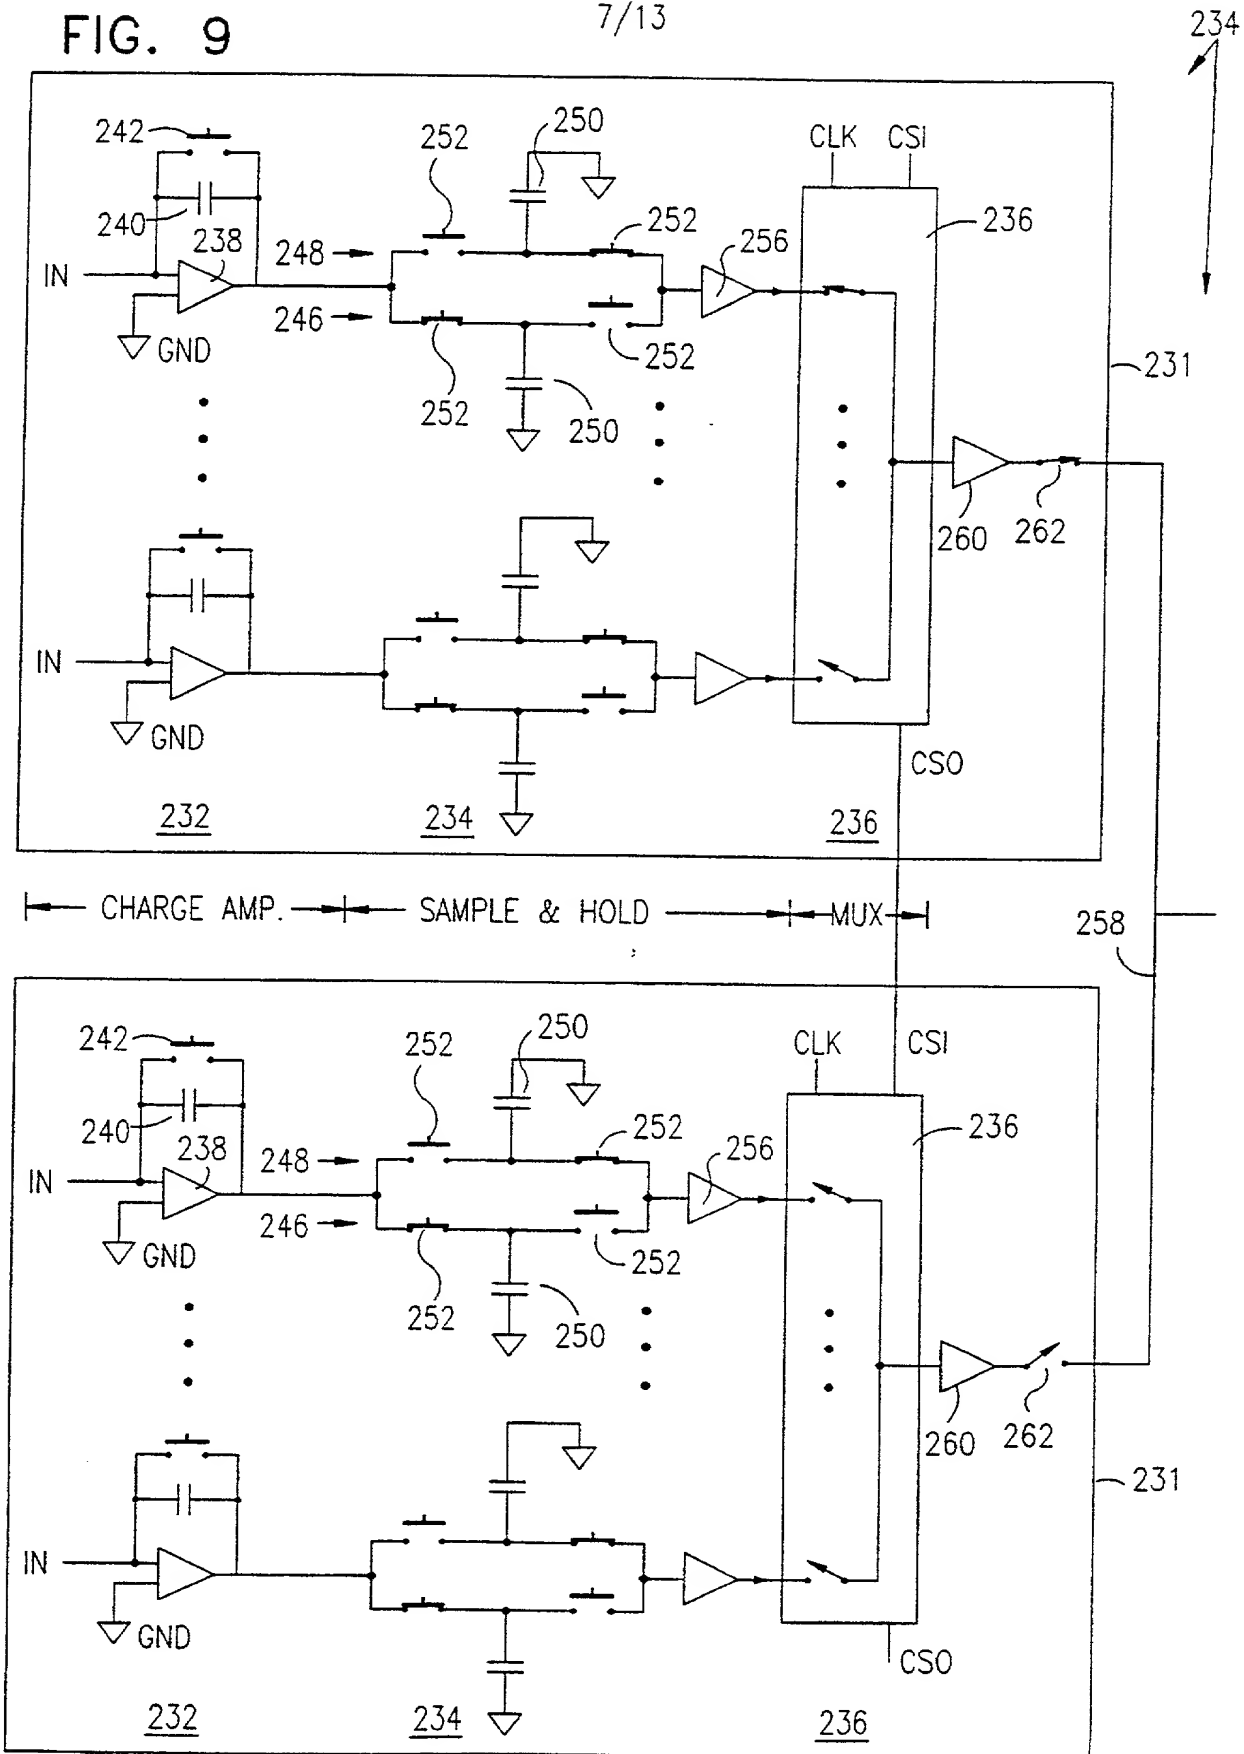 FIG. 9
7/13
234
242
252
250
CLK CSI
240
238
248
252
256
236
IN
246
GND
252
252
250
231
260 262
IN
GND
CSO
232 234 236
CHARGE AMP. SAMPLE & HOLD MUX
258
242
252
250
CLK CSI
240
238
248
252
256
236
IN
246
GND
252
252
250
260 262
231
IN
GND
CSO
232 234 236